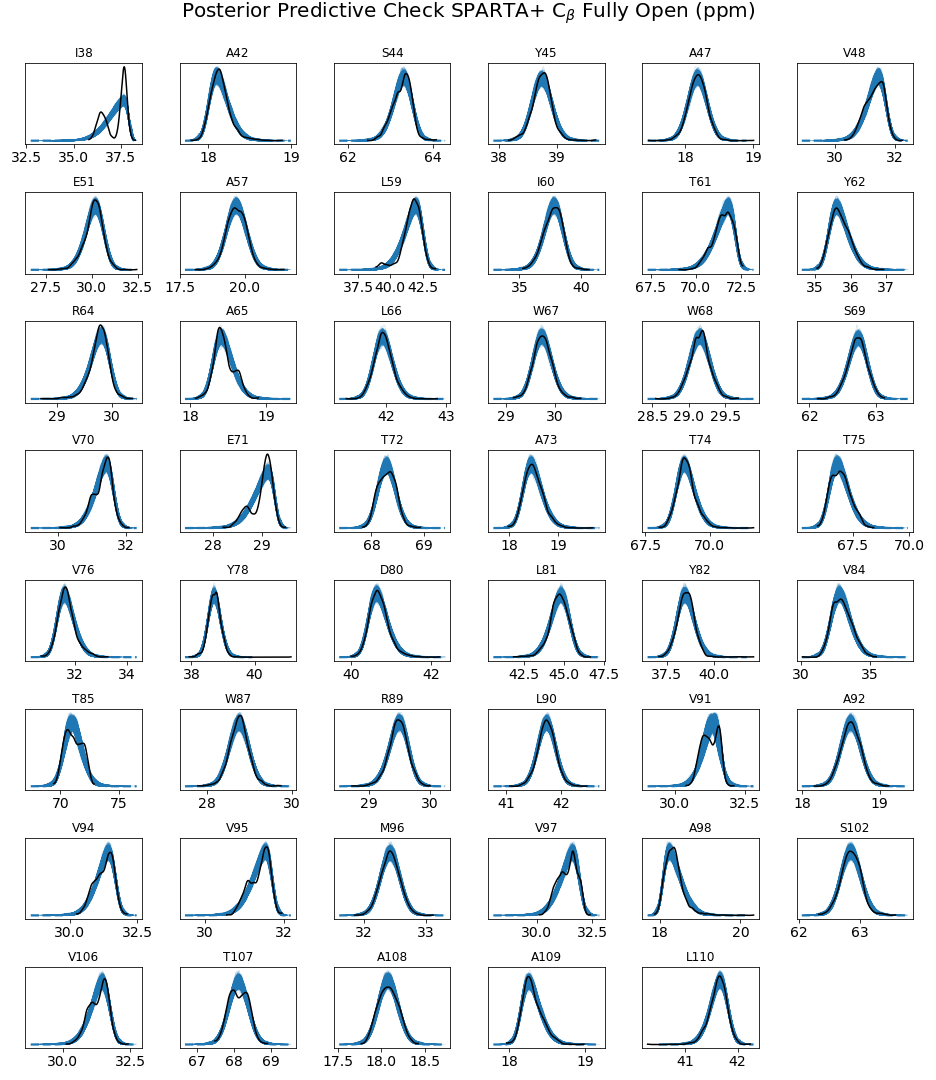 Posterior Predictive Check SPARTA+ Cβ Fully Open (ppm)
I38 A42 S44 Y45 A47 V48
32.5 35.0 37.5 18 19 62 64 38 39 18 19 30 32
E51 A57 L59 I60 T61 Y62
27.5 30.0 32.5 17.5 20.0 37.5 40.0 42.5 35 40 67.5 70.0 72.5 35 36 37
R64 A65 L66 W67 W68 S69
29 30 18 19 42 43 29 30 28.5 29.0 29.5 62 63
V70 E71 T72 A73 T74 T75
30 32 28 29 68 69 18 19 67.5 70.0 67.5 70.0
V76 Y78 D80 L81 Y82 V84
32 34 38 40 40 42 42.5 45.0 47.5 37.5 40.0 30 35
T85 W87 R89 L90 V91 A92
70 75 28 30 29 30 41 42 30.0 32.5 18 19
V94 V95 M96 V97 A98 S102
30.0 32.5 30 32 32 33 30.0 32.5 18 20 62 63
V106 T107 A108 A109 L110
30.0 32.5 67 68 69 17.5 18.0 18.5 18 19 41 42